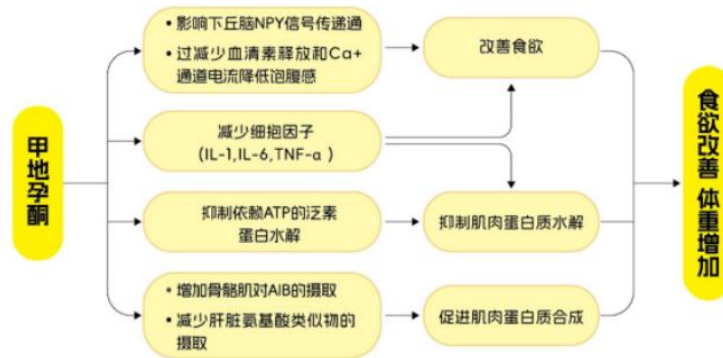 甲地孕酮
• 影响下丘脑NPY信号传递通
• 过减少血清素释放和Ca+
通道电流降低饱腹感
改善食欲
减少细胞因子
(IL-1,IL-6,TNF-α )
抑制依赖ATP的泛素
蛋白水解
抑制肌肉蛋白质水解
• 增加骨骼肌对AIB的摄取
• 减少肝脏氨基酸类似物的
摄取
促进肌肉蛋白质合成
食欲改善 体重增加